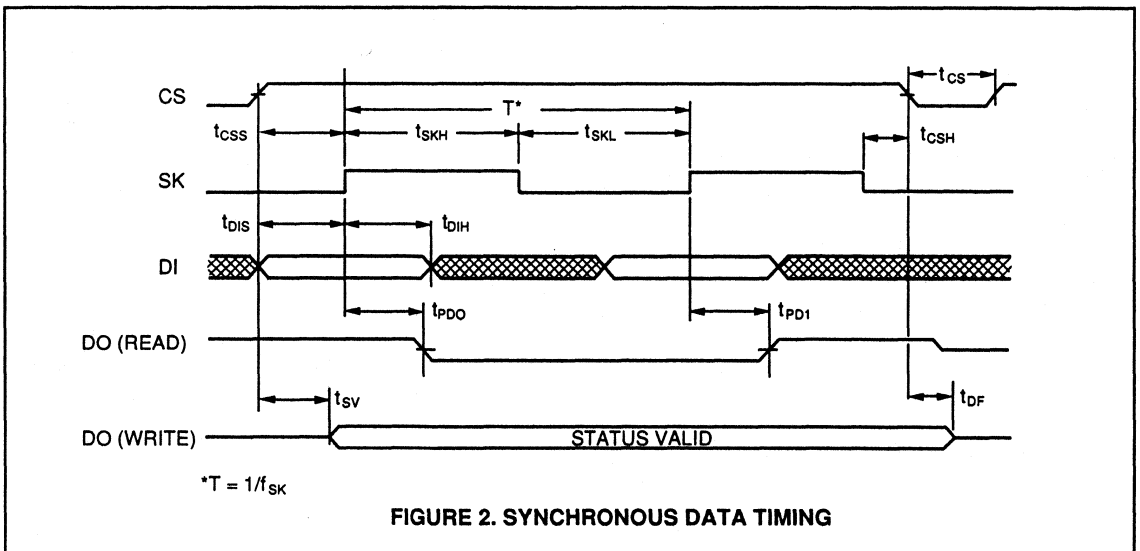 CS
t_CS
T*
t_CSS
t_SKH
t_SKL
t_CSH
SK
t_DIS
t_DIH
DI
t_PDO
t_PD1
DO (READ)
t_SV
t_DF
DO (WRITE)
STATUS VALID
*T = 1/f_SK
FIGURE 2. SYNCHRONOUS DATA TIMING